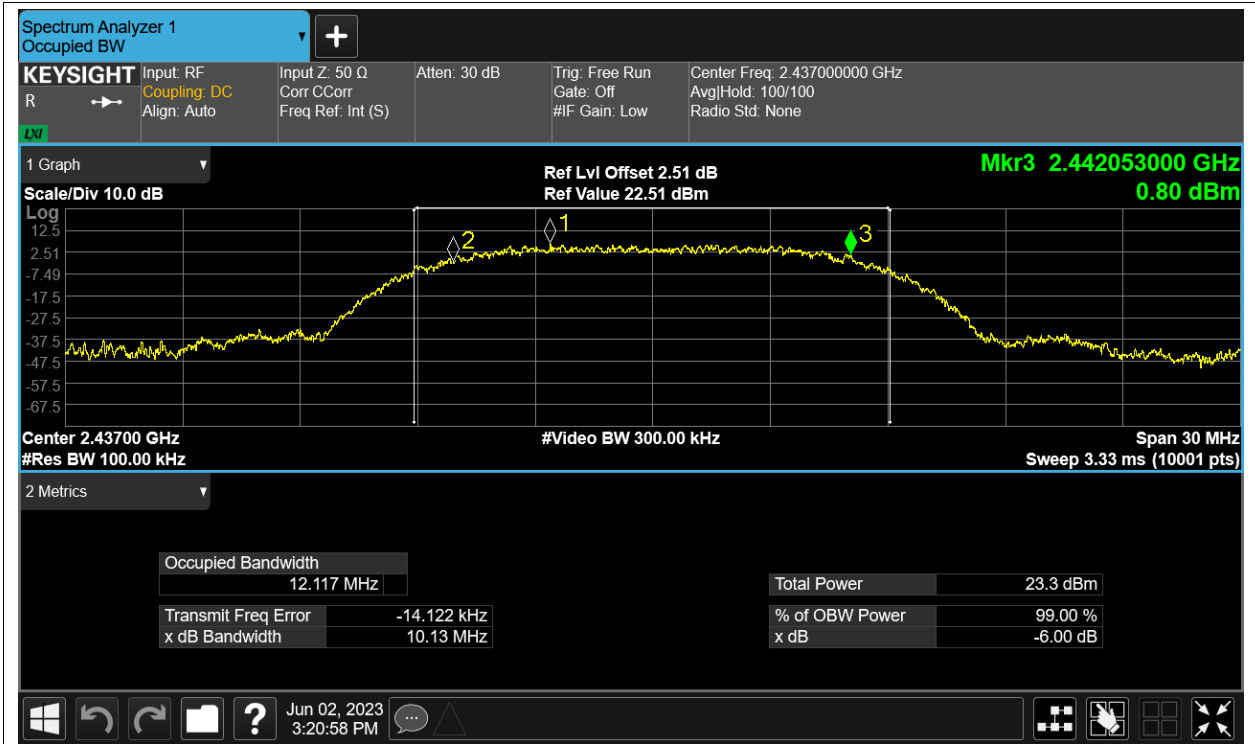 Spectrum Analyzer 1
Occupied BW
KEYSIGHT
R
LXI
Input: RF
Coupling: DC
Align: Auto
Input Z: 50 Ω
Corr CCorr
Freq Ref: Int (S)
Atten: 30 dB
Trig: Free Run
Gate: Off
#IF Gain: Low
Center Freq: 2.437000000 GHz
Avg|Hold: 100/100
Radio Std: None
1 Graph
Scale/Div 10.0 dB
Ref Lvl Offset 2.51 dB
Ref Value 22.51 dBm
Mkr3 2.442053000 GHz
0.80 dBm
Log
12.5
2.51
-7.49
-17.5
-27.5
-37.5
-47.5
-57.5
-67.5
2
1
3
Center 2.43700 GHz
#Res BW 100.00 kHz
#Video BW 300.00 kHz
Span 30 MHz
Sweep 3.33 ms (10001 pts)
2 Metrics
Occupied Bandwidth
12.117 MHz
Transmit Freq Error -14.122 kHz
x dB Bandwidth 10.13 MHz
Total Power 23.3 dBm
% of OBW Power 99.00 %
x dB -6.00 dB
?
Jun 02, 2023
3:20:58 PM